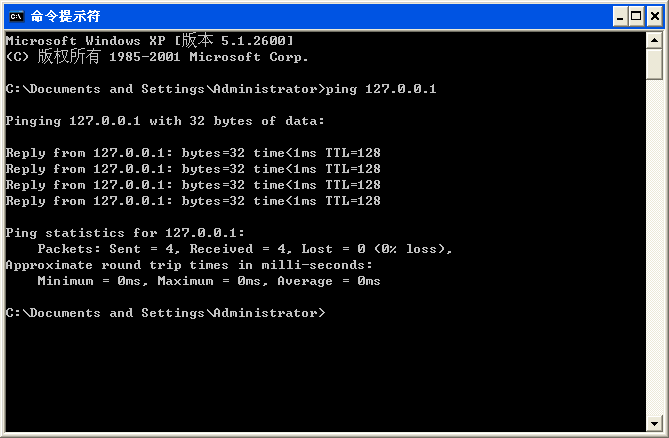 命令提示符
Microsoft Windows XP [版本 5.1.2600]
(C) 版权所有 1985-2001 Microsoft Corp.
C:\Documents and Settings\Administrator>ping 127.0.0.1
Pinging 127.0.0.1 with 32 bytes of data:
Reply from 127.0.0.1: bytes=32 time<1ms TTL=128
Reply from 127.0.0.1: bytes=32 time<1ms TTL=128
Reply from 127.0.0.1: bytes=32 time<1ms TTL=128
Reply from 127.0.0.1: bytes=32 time<1ms TTL=128
Ping statistics for 127.0.0.1:
    Packets: Sent = 4, Received = 4, Lost = 0 (0% loss),
Approximate round trip times in milli-seconds:
    Minimum = 0ms, Maximum = 0ms, Average = 0ms
C:\Documents and Settings\Administrator>